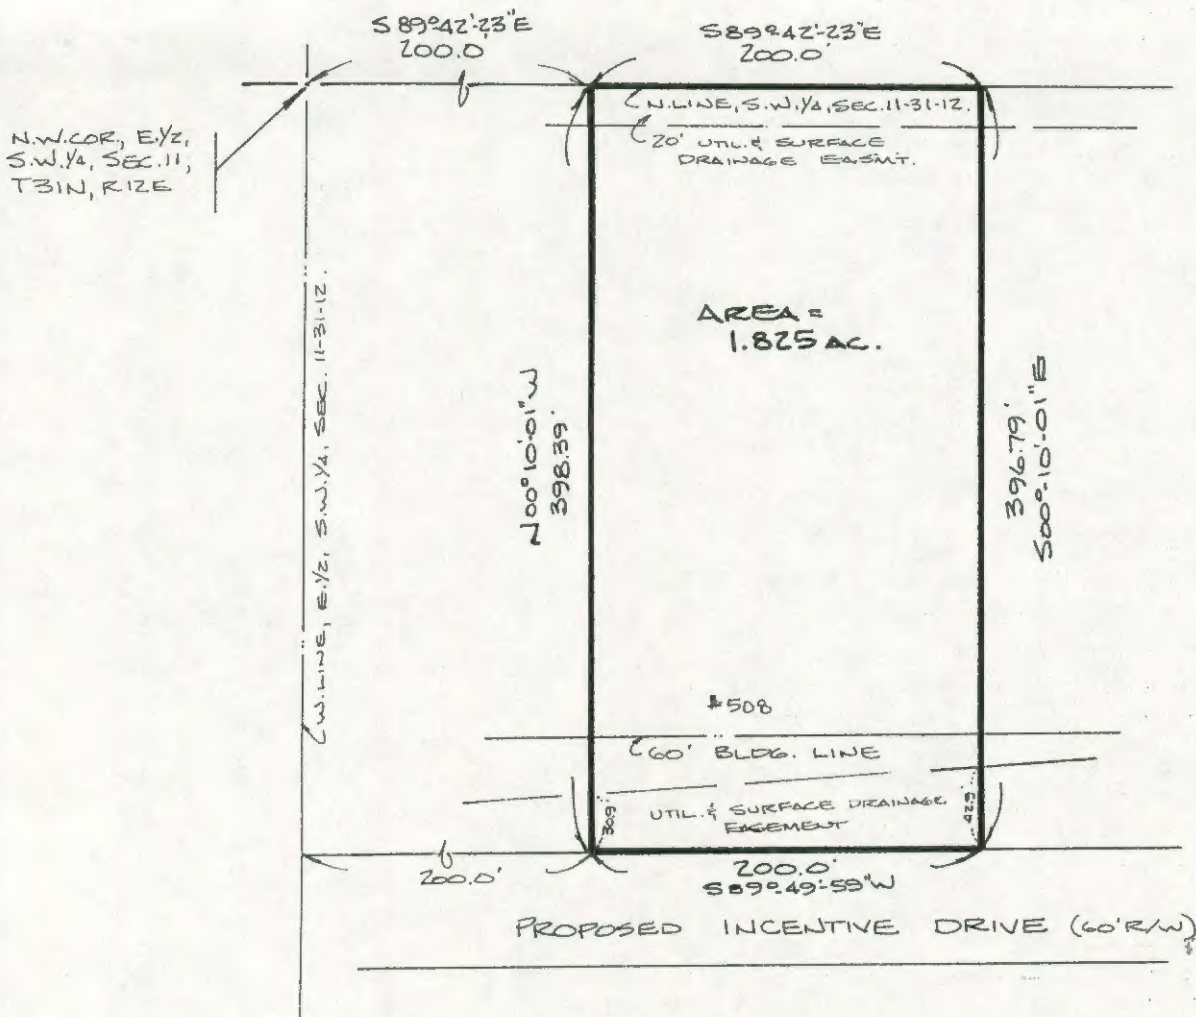 S89°42'-23"E
200.0'
S89°42'-23"E
200.0'
N.W.COR, E.1/2,
S.W.1/4, SEC.11,
T31N, R12E
N.LINE, S.W.1/4, SEC.11-31-12.
20' UTIL.& SURFACE
DRAINAGE EASMT.
W.LINE, E.1/2, S.W.1/4, SEC. 11-31-12.
AREA =
1.825 AC.
N00°10'-01"W
398.39'
396.79'
S00°-10'-01"E
#508
60' BLDG. LINE
30.9'
UTIL.& SURFACE DRAINAGE
EASEMENT
42.9'
200.0'
200.0'
S89°-49'-59"W
PROPOSED INCENTIVE DRIVE (60'R/W)